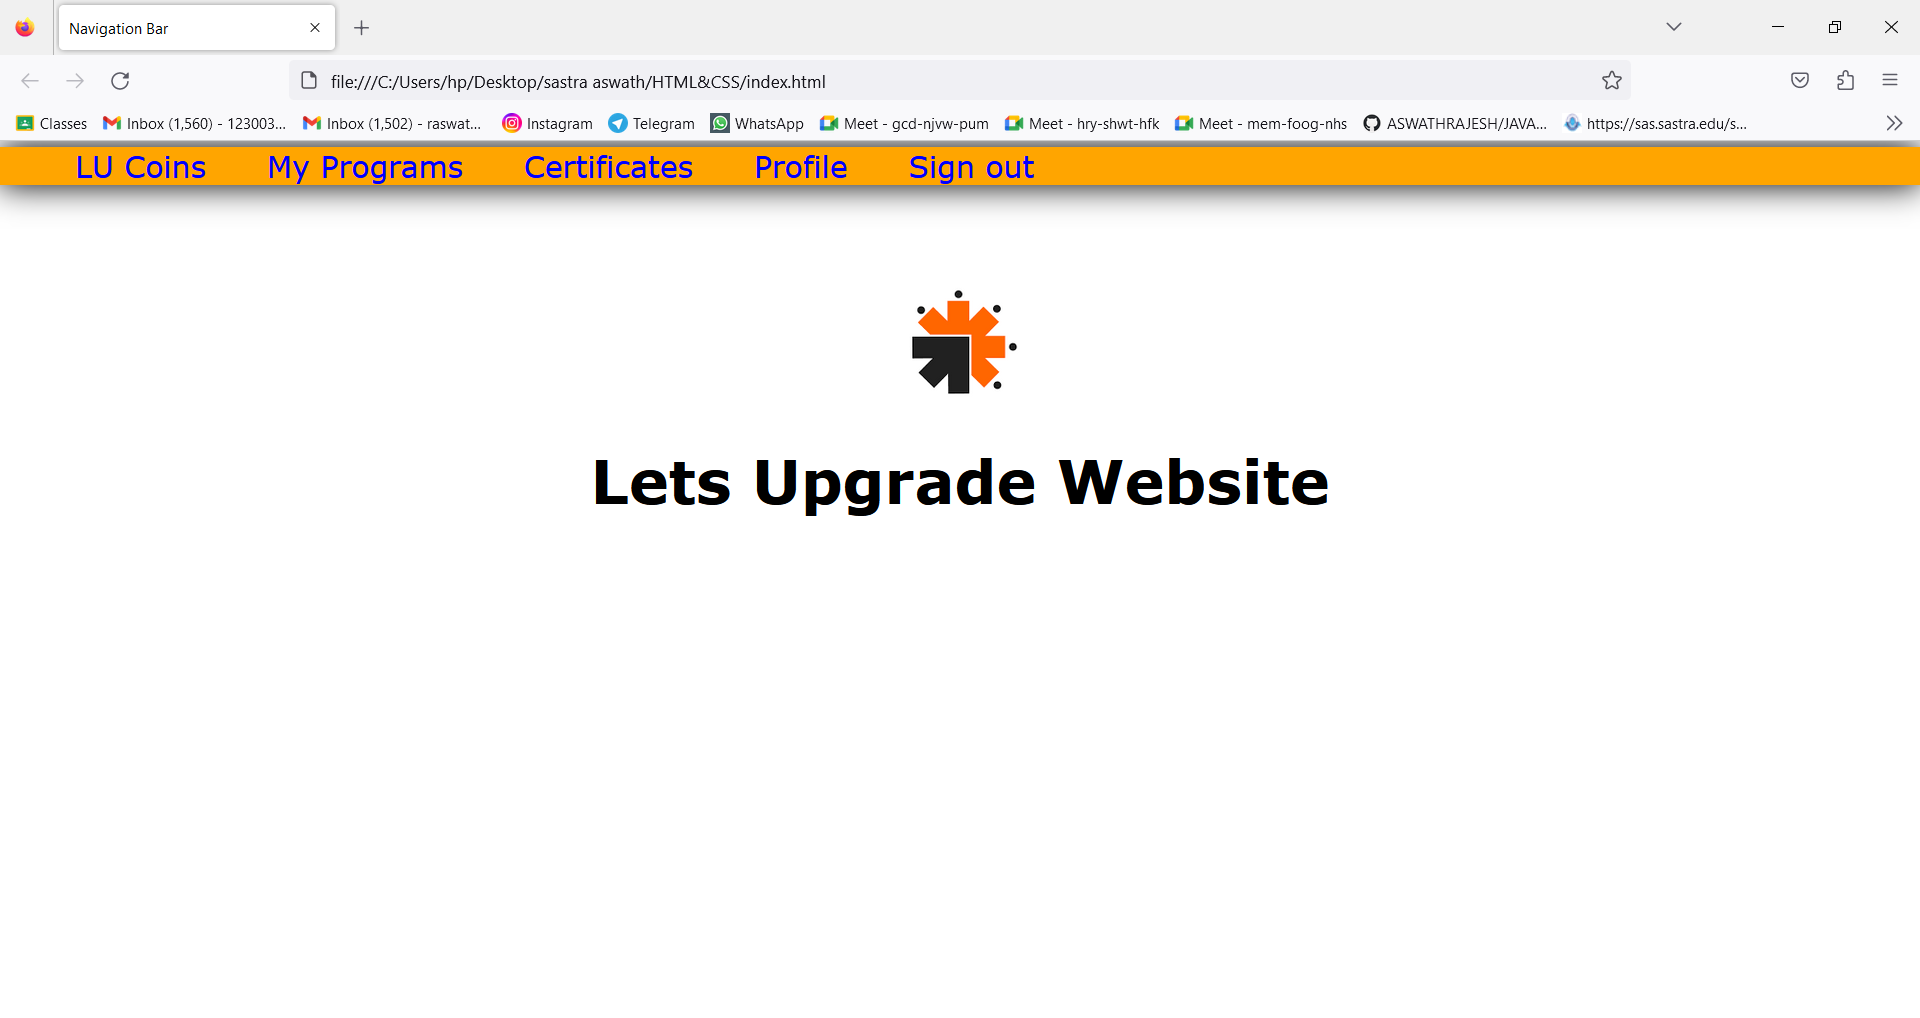 Navigation Bar
file:///C:/Users/hp/Desktop/sastra aswath/HTML&CSS/index.html
Classes Inbox (1,560) - 123003... Inbox (1,502) - raswat... Instagram Telegram WhatsApp Meet - gcd-njvw-pum Meet - hry-shwt-hfk Meet - mem-foog-nhs ASWATHRAJESH/JAVA... https://sas.sastra.edu/s...
LU Coins My Programs Certificates Profile Sign out
Lets Upgrade Website